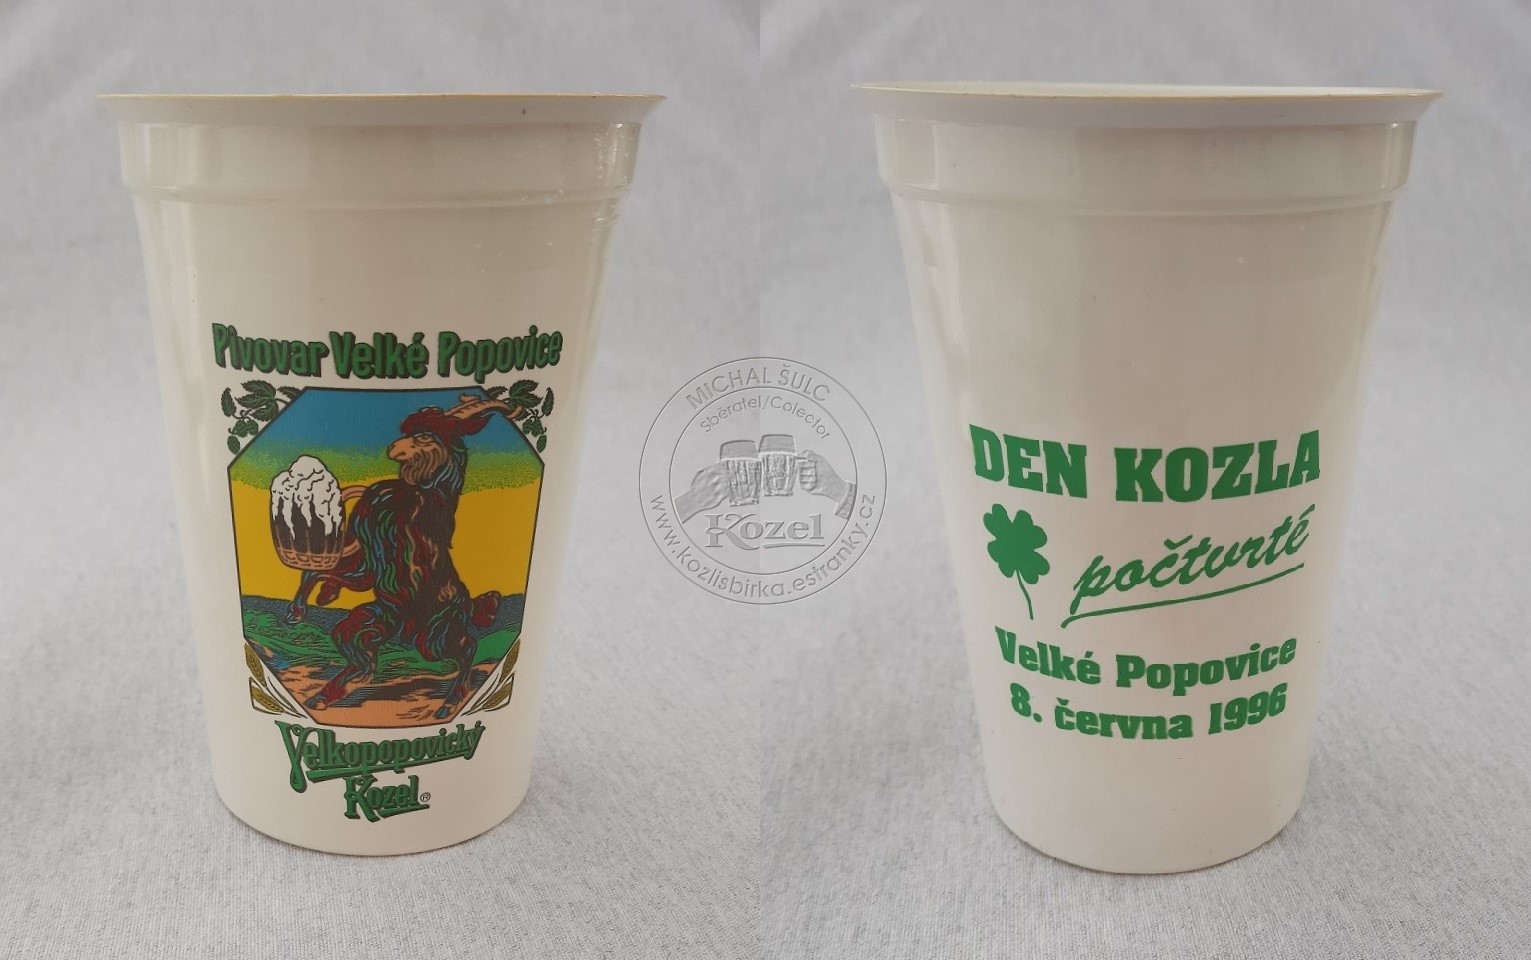 Pivovar Velké Popovice
Velkopopovický
Kozel ®
MICHAL ŠULC
Sběratel/Colector
Kozel
www.kozlisbirka.estranky.cz
DEN KOZLA
počtvrté
Velké Popovice
8. června 1996